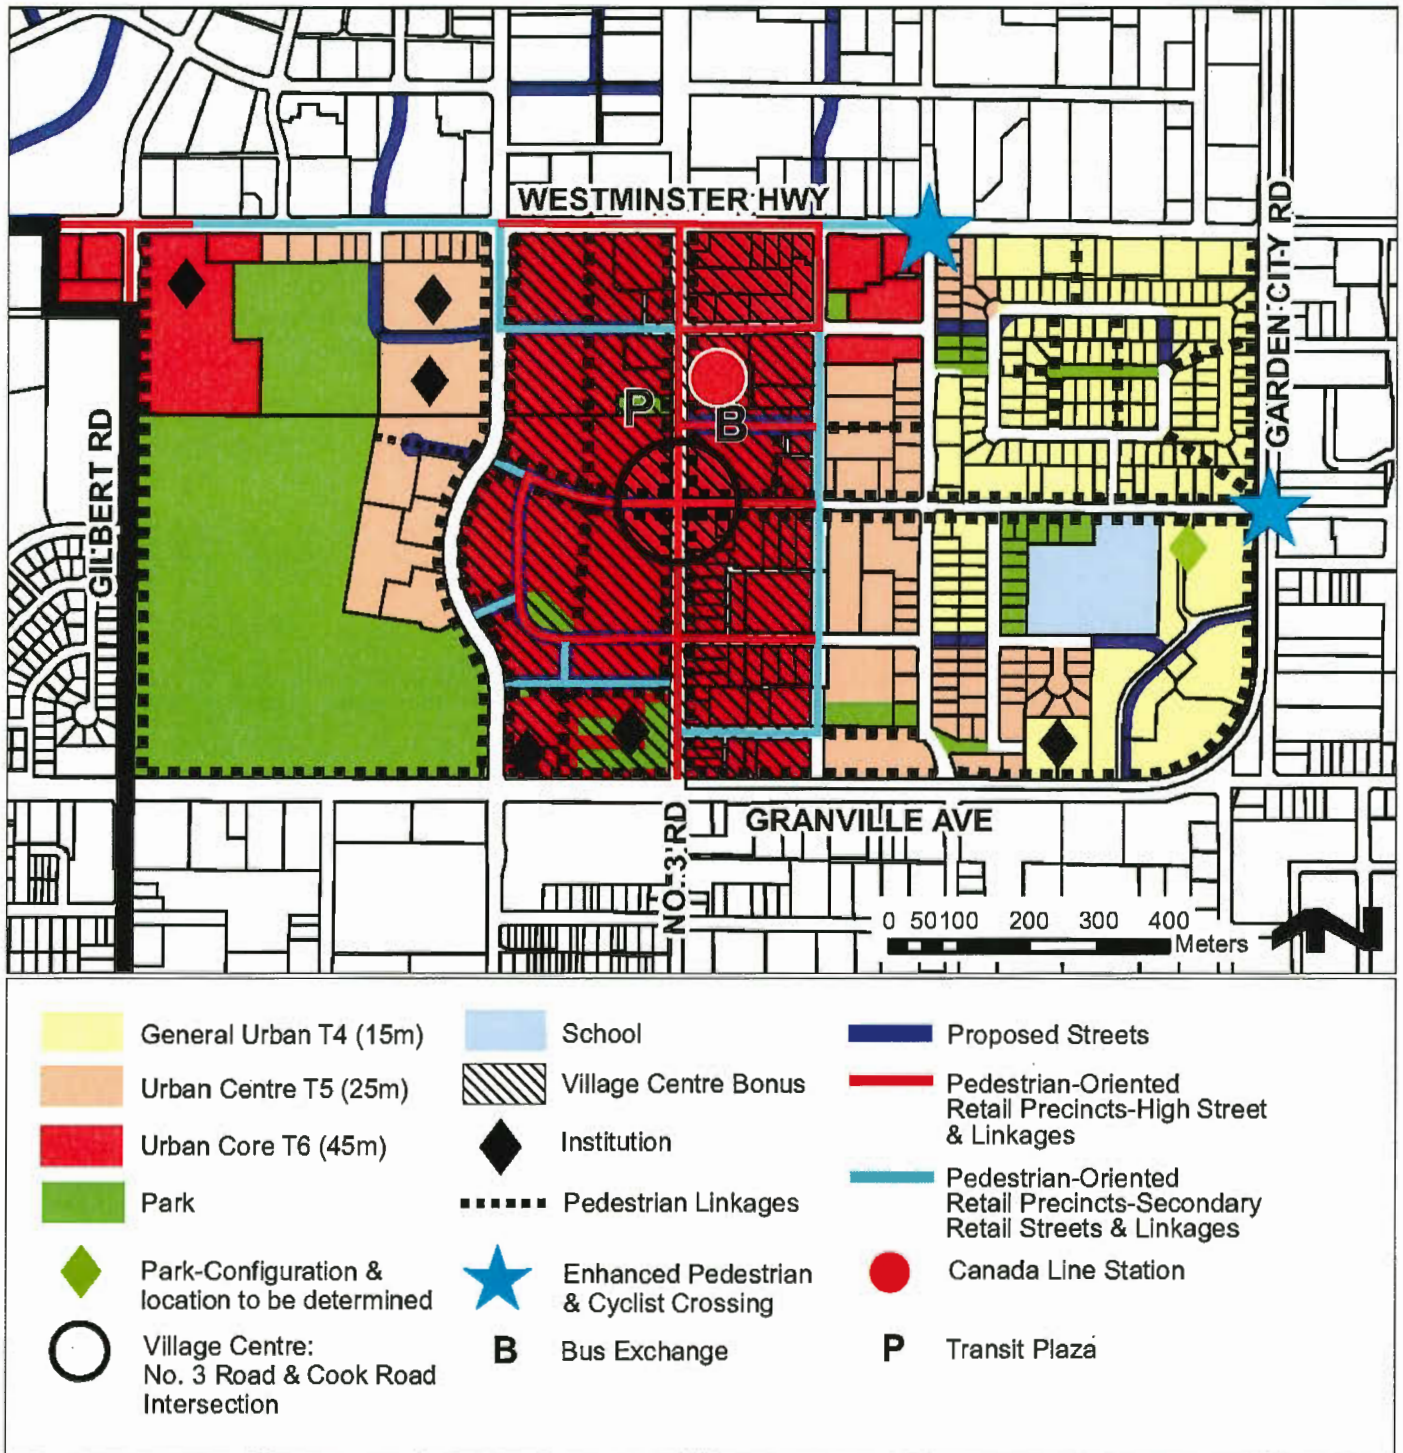 WESTMINSTER HWY
GARDEN CITY RD
GILBERT RD
P
B
NO. 3 RD
GRANVILLE AVE
0 50 100 200 300 400
Meters
N
General Urban T4 (15m)
Urban Centre T5 (25m)
Urban Core T6 (45m)
Park
Park-Configuration &
location to be determined
Village Centre:
No. 3 Road & Cook Road
Intersection
School
Village Centre Bonus
Institution
Pedestrian Linkages
Enhanced Pedestrian
& Cyclist Crossing
B Bus Exchange
Proposed Streets
Pedestrian-Oriented
Retail Precincts-High Street
& Linkages
Pedestrian-Oriented
Retail Precincts-Secondary
Retail Streets & Linkages
Canada Line Station
P Transit Plaza